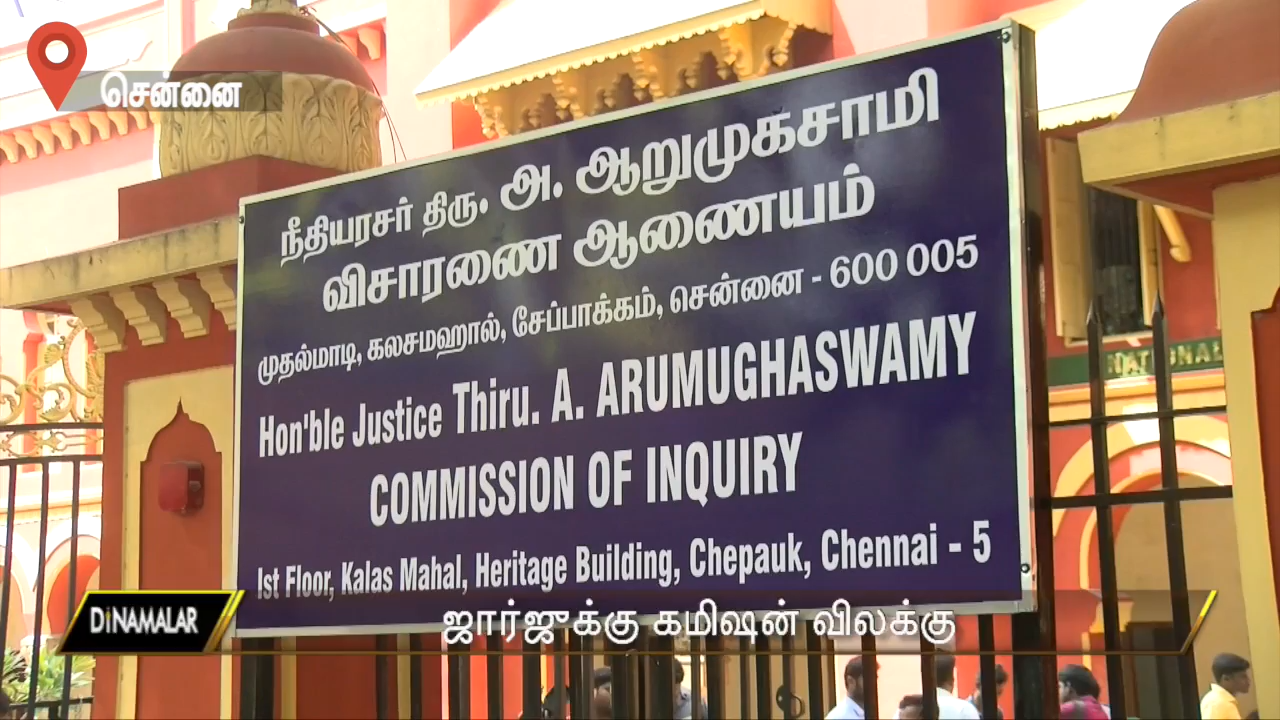 சென்னை
நீதியரசர் திரு. அ. ஆறுமுகசாமி
விசாரணை ஆணையம்
முதல்மாடி, கலசமஹால், சேப்பாக்கம், சென்னை - 600 005
Hon'ble Justice Thiru. A. ARUMUGHASWAMY
COMMISSION OF INQUIRY
Ist Floor, Kalas Mahal, Heritage Building, Chepauk, Chennai - 5
NATIONAL
DiNAMALAR
ஜார்ஜுக்கு கமிஷன் விலக்கு